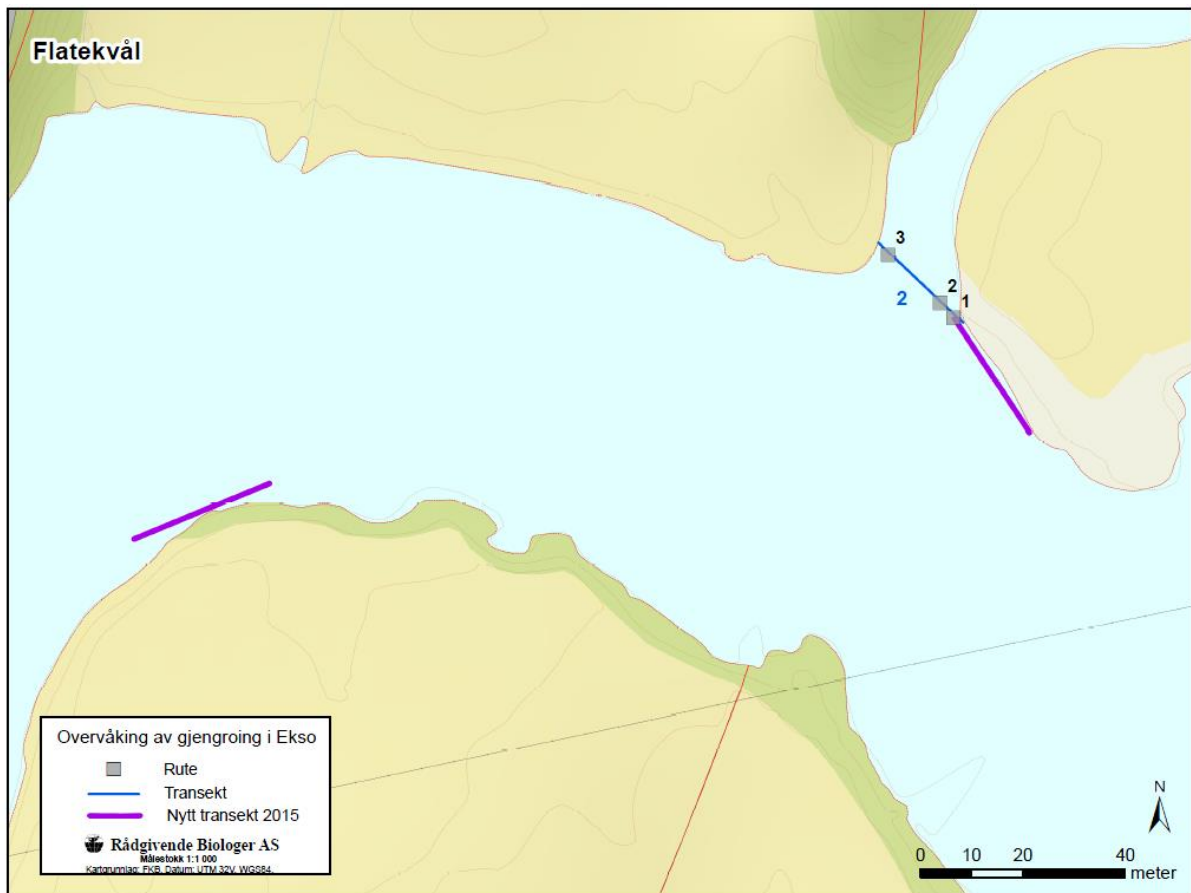 Flatekvål
3
2
2
1
Overvåking av gjengroing i Ekso
Rute
Transekt
Nytt transekt 2015
Rådgivende Biologer AS
Målestokk 1:1 000
Kartgrunnlag: FKB. Datum: UTM 32V, WGS84.
N
0 10 20 40
meter